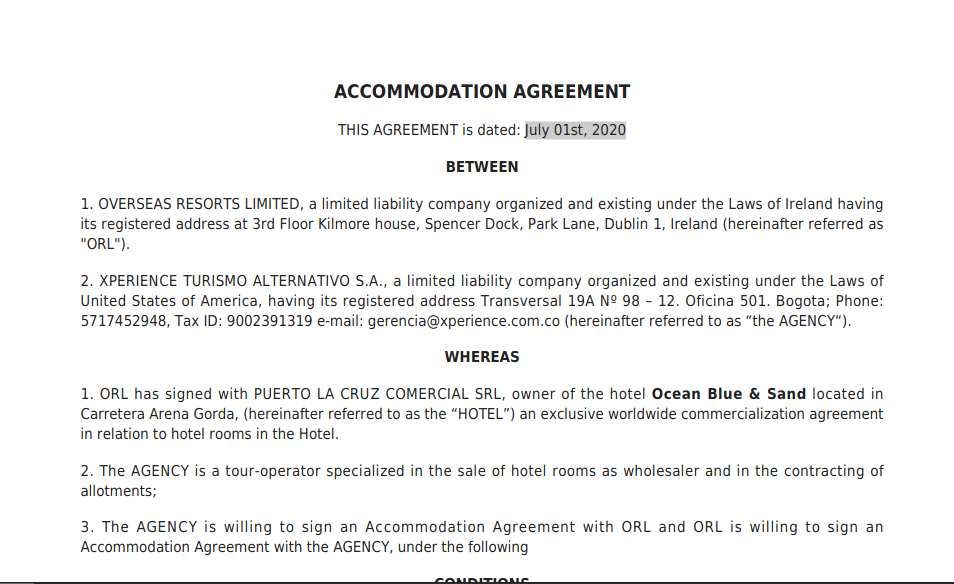 ACCOMMODATION AGREEMENT
THIS AGREEMENT is dated: July 01st, 2020
BETWEEN
1. OVERSEAS RESORTS LIMITED, a limited liability company organized and existing under the Laws of Ireland having
its registered address at 3rd Floor Kilmore house, Spencer Dock, Park Lane, Dublin 1, Ireland (hereinafter referred as
"ORL").
2. XPERIENCE TURISMO ALTERNATIVO S.A., a limited liability company organized and existing under the Laws of
United States of America, having its registered address Transversal 19A Nº 98 – 12. Oficina 501. Bogota; Phone:
5717452948, Tax ID: 9002391319 e-mail: gerencia@xperience.com.co (hereinafter referred to as “the AGENCY“).
WHEREAS
1. ORL has signed with PUERTO LA CRUZ COMERCIAL SRL, owner of the hotel Ocean Blue & Sand located in
Carretera Arena Gorda, (hereinafter referred to as the “HOTEL”) an exclusive worldwide commercialization agreement
in relation to hotel rooms in the Hotel.
2. The AGENCY is a tour-operator specialized in the sale of hotel rooms as wholesaler and in the contracting of
allotments;
3. The AGENCY is willing to sign an Accommodation Agreement with ORL and ORL is willing to sign an
Accommodation Agreement with the AGENCY, under the following
CONDITIONS